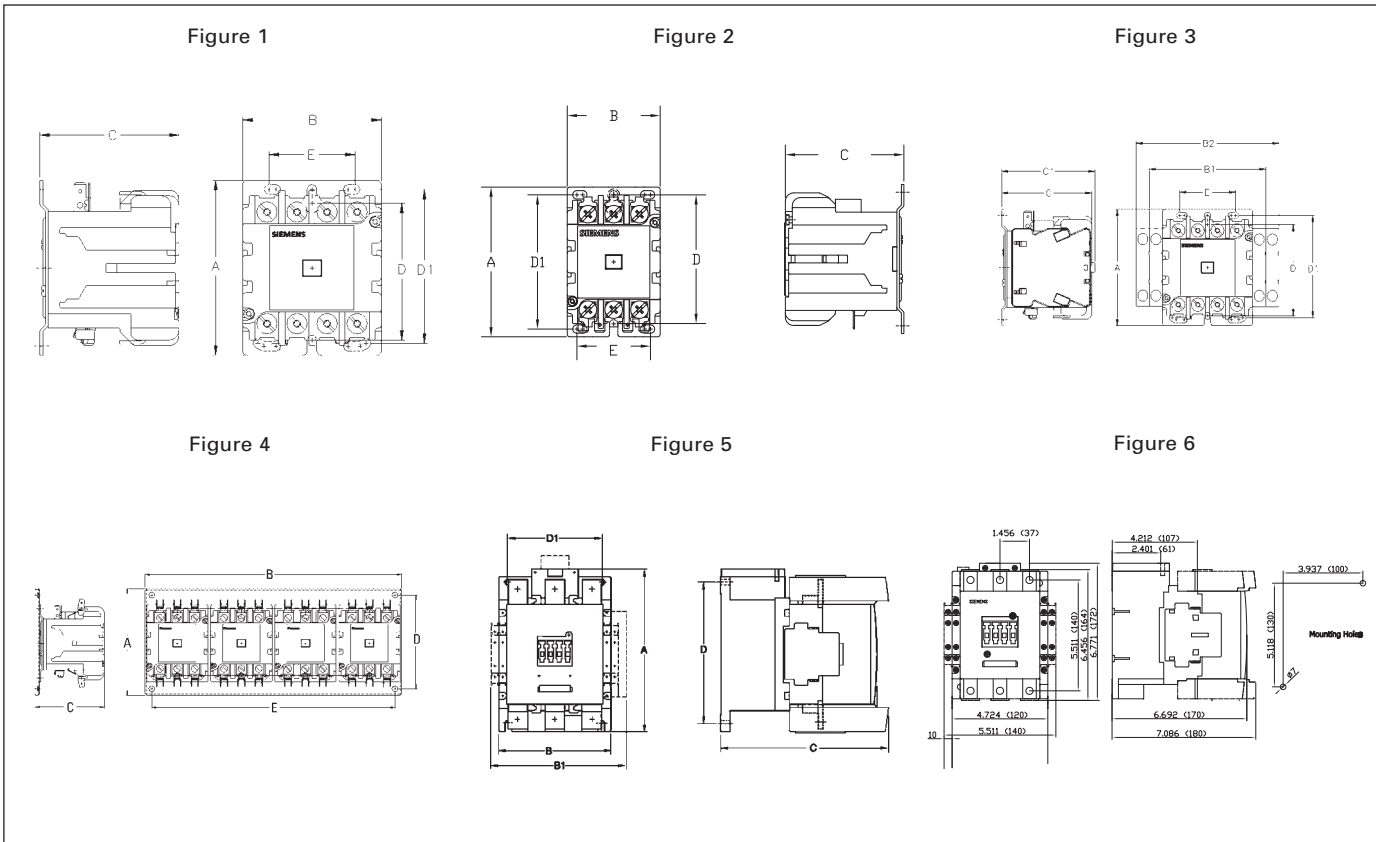 Figure 1
Figure 2
Figure 3
C
B
E
A
D
D1
SIEMENS
B
C
A
D1
D
E
SIEMENS
B2
B1
E
C1
C
A
D
D1
SIEMENS
Figure 4
Figure 5
Figure 6
B
A
D
C
E
D1
A
B
B1
D
C
1.456 (37)
SIEMENS
5.511 (140)
6.456 (164)
6.771 (172)
4.724 (120)
5.511 (140)
10
4.212 (107)
2.401 (61)
6.692 (170)
7.086 (180)
3.937 (100)
5.118 (130)
Mounting Holes
øZ